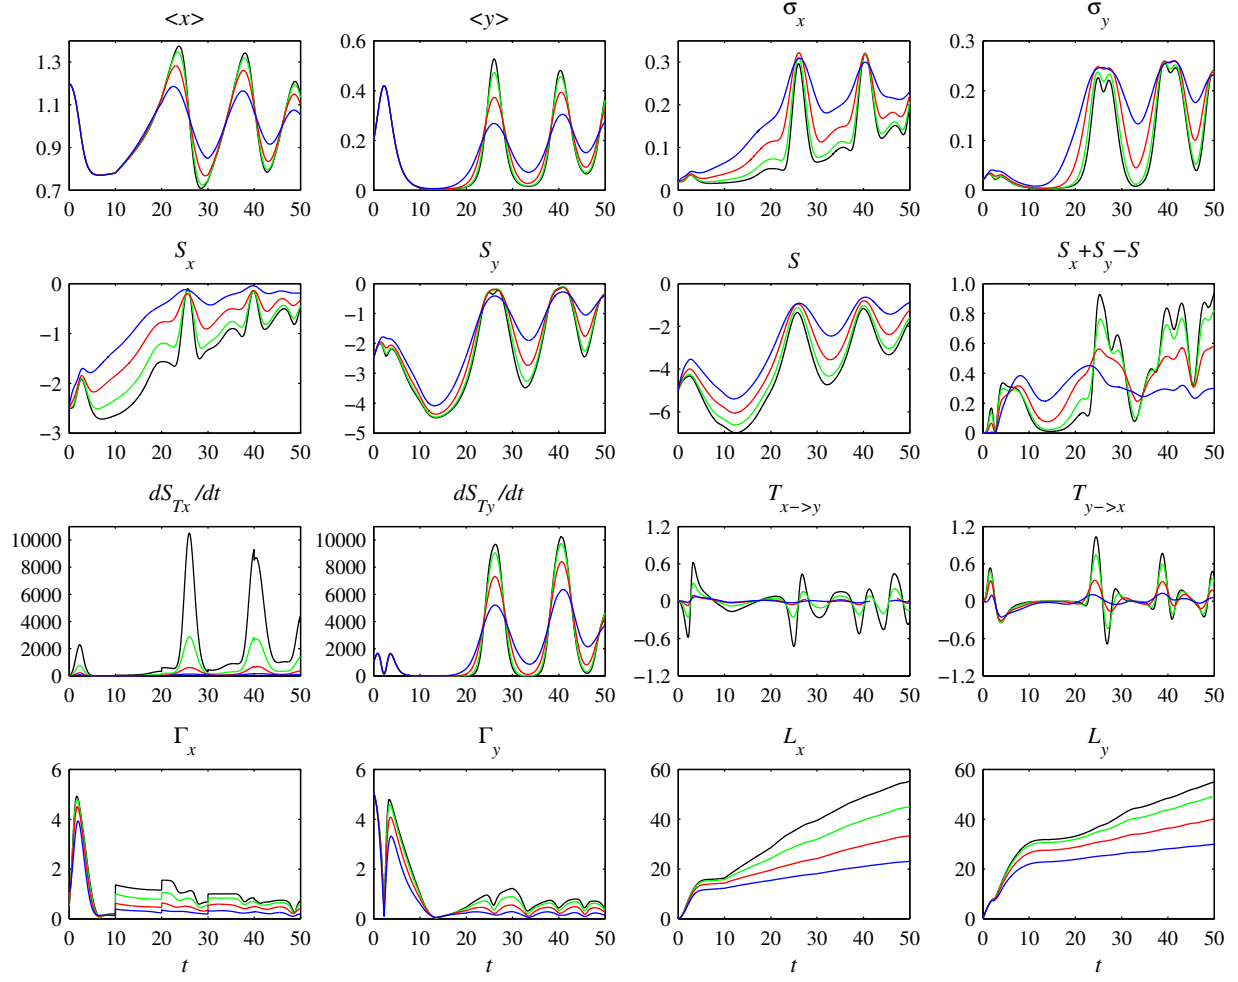 <x> <y> σx σy
1.3 0.6 0.3 0.3
1.1 0.4 0.2 0.2
0.9 0.2 0.1 0.1
0.7 0 0 0
0 10 20 30 40 50 0 10 20 30 40 50 0 10 20 30 40 50 0 10 20 30 40 50
Sx Sy S Sx+Sy−S
0 0 0 1.0
−1 −1 −2 0.8
−2 −2 −4 0.6
−3 −3 −6 0.4
−4 0.2
−5 0
0 10 20 30 40 50 0 10 20 30 40 50 0 10 20 30 40 50 0 10 20 30 40 50
dSTx/dt dSTy/dt Tx−>y Ty−>x
10000 10000 1.2 1.2
8000 8000 0.6 0.6
6000 6000 0 0
4000 4000 −0.6 −0.6
2000 2000 −1.2 −1.2
0 0
0 10 20 30 40 50 0 10 20 30 40 50 0 10 20 30 40 50 0 10 20 30 40 50
Γx Γy Lx Ly
6 6 60 60
4 4 40 40
2 2 20 20
0 0 0 0
0 10 20 30 40 50 0 10 20 30 40 50 0 10 20 30 40 50 0 10 20 30 40 50
t t t t